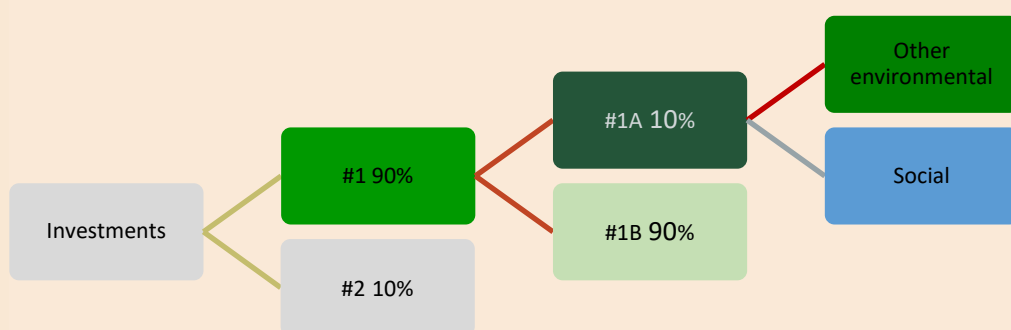 Investments
#1 90%
#2 10%
#1A 10%
#1B 90%
Other
environmental
Social